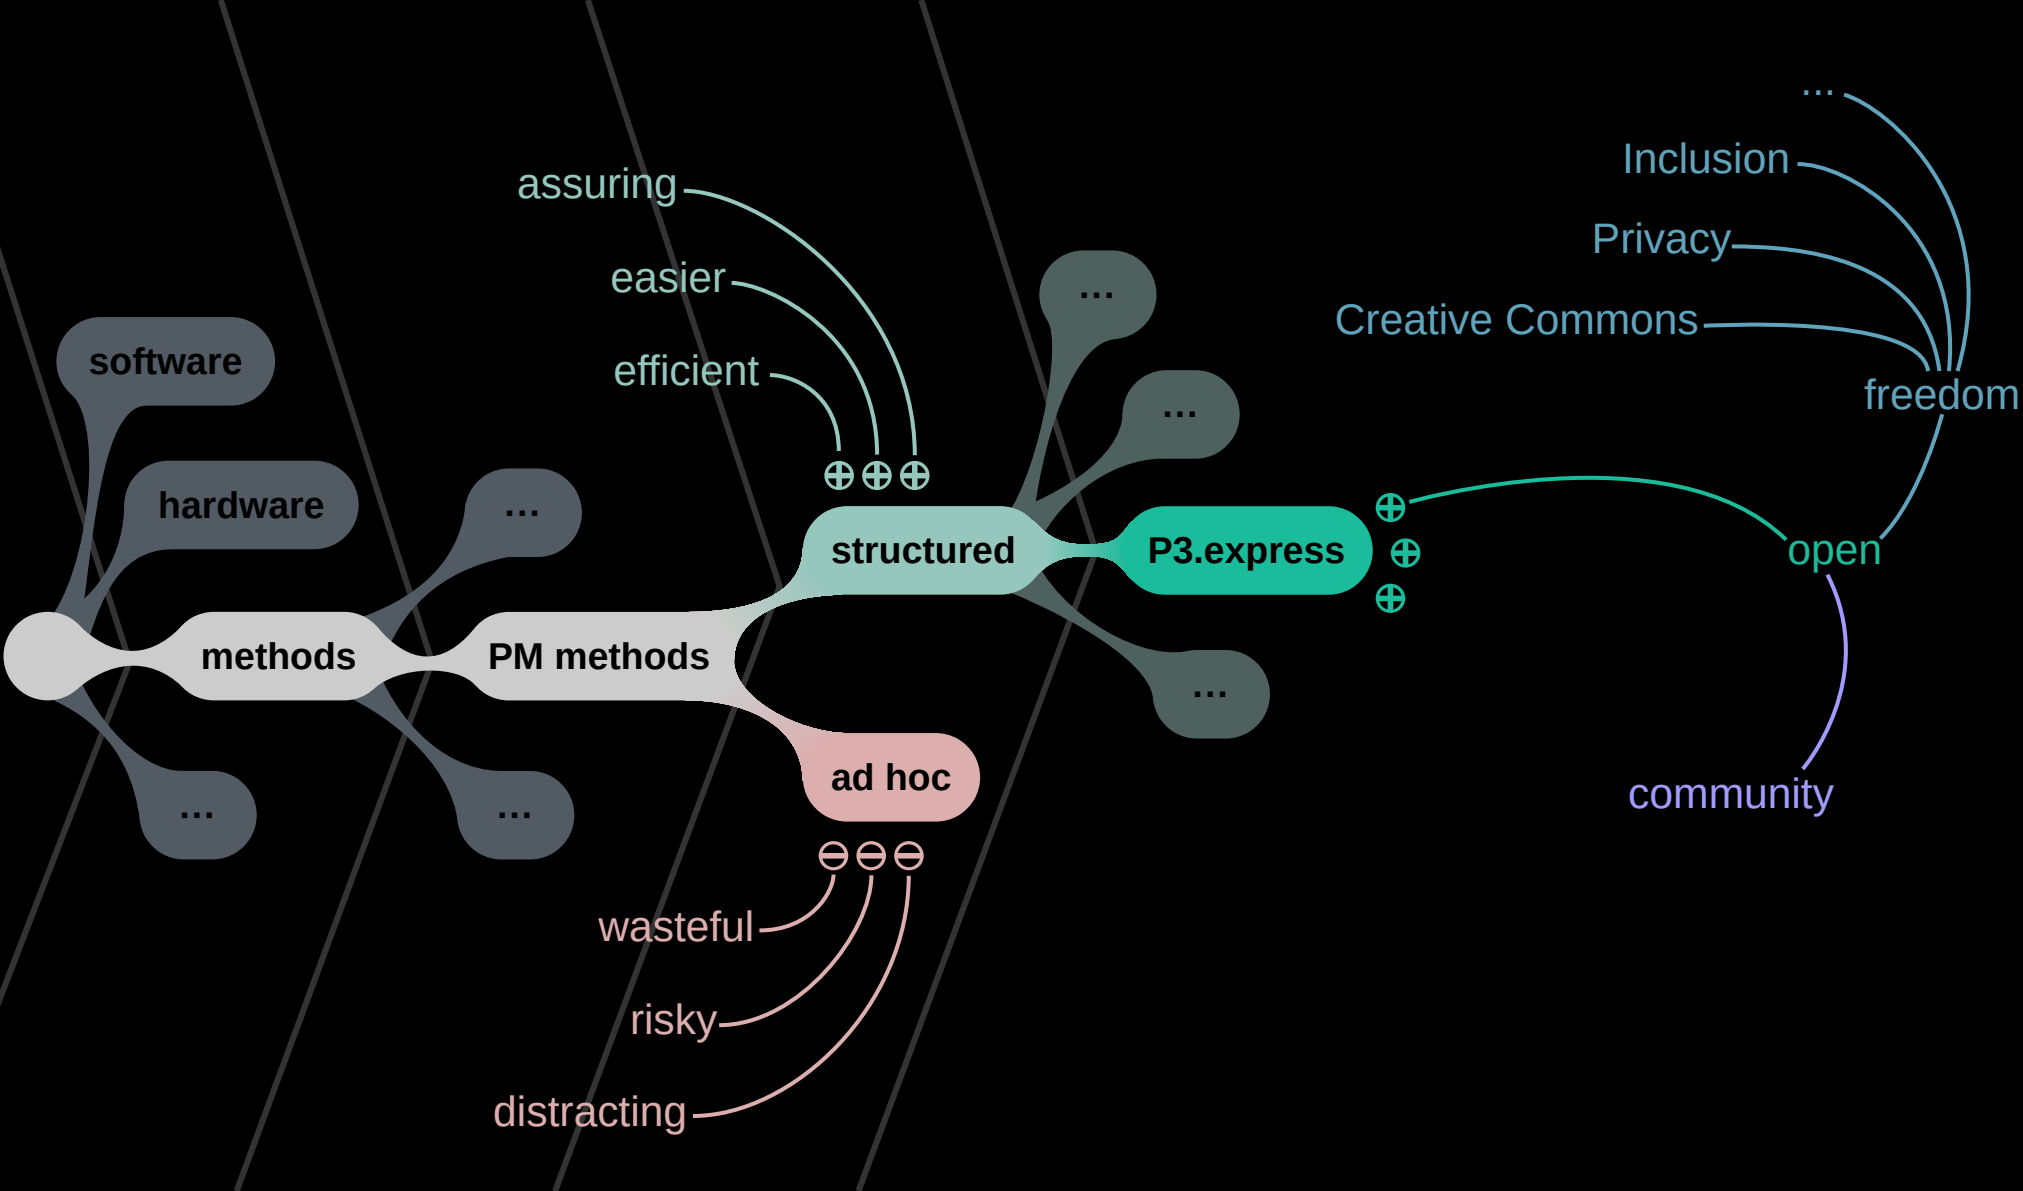 ...
Inclusion
Privacy
Creative Commons
freedom
assuring
easier
efficient
...
...
software
hardware
...
structured
P3.express
open
methods
PM methods
...
ad hoc
community
...
...
wasteful
risky
distracting